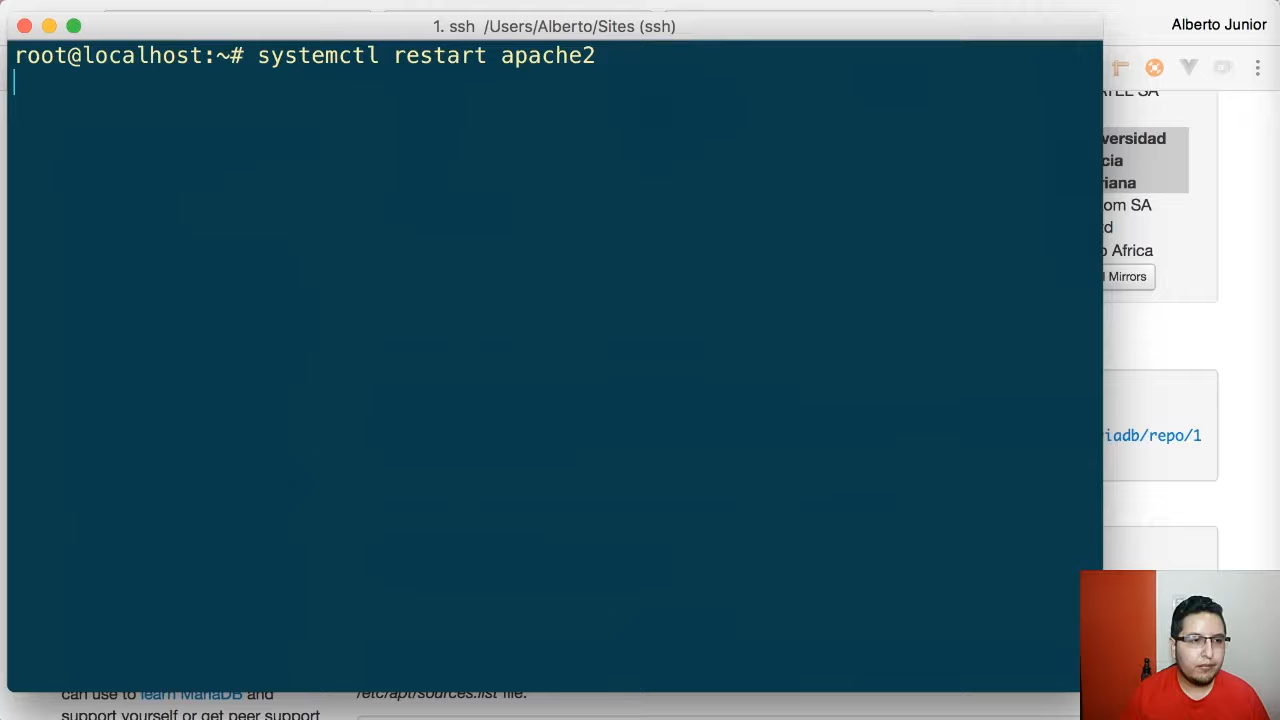 1. ssh /Users/Alberto/Sites (ssh)
Alberto Junior
root@localhost:~# systemctl restart apache2
versidad
cia
riana
om SA
Africa
Mirrors
iadb/repo/1
can use to learn MariaDB and
support yourself or get peer support
/etc/apt/sources.list file.